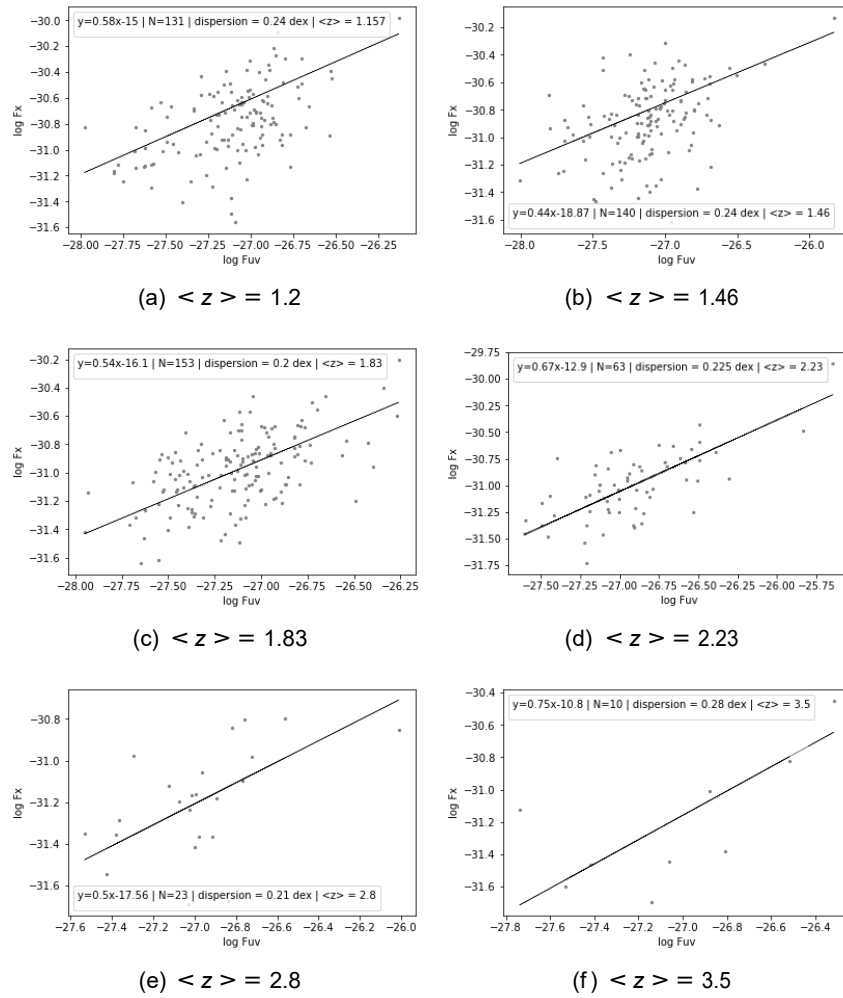 y=0.58x-15 | N=131 | dispersion = 0.24 dex | <z> = 1.157
−30.0
−30.2
−30.4
−30.6
−30.8
−31.0
−31.2
−31.4
−31.6
log Fx
−28.00 −27.75 −27.50 −27.25 −27.00 −26.75 −26.50 −26.25
log Fuv
(a) < z > = 1.2
−30.2
−30.4
−30.6
−30.8
−31.0
−31.2
−31.4
−31.6
log Fx
y=0.44x-18.87 | N=140 | dispersion = 0.24 dex | <z> = 1.46
−28.0 −27.5 −27.0 −26.5 −26.0
log Fuv
(b) < z > = 1.46
y=0.54x-16.1 | N=153 | dispersion = 0.2 dex | <z> = 1.83
−30.2
−30.4
−30.6
−30.8
−31.0
−31.2
−31.4
−31.6
log Fx
−28.00 −27.75 −27.50 −27.25 −27.00 −26.75 −26.50 −26.25
log Fuv
(c) < z > = 1.83
y=0.67x-12.9 | N=63 | dispersion = 0.225 dex | <z> = 2.23
−29.75
−30.00
−30.25
−30.50
−30.75
−31.00
−31.25
−31.50
−31.75
log Fx
−27.50 −27.25 −27.00 −26.75 −26.50 −26.25 −26.00 −25.75
log Fuv
(d) < z > = 2.23
−30.8
−31.0
−31.2
−31.4
−31.6
log Fx
y=0.5x-17.56 | N=23 | dispersion = 0.21 dex | <z> = 2.8
−27.6 −27.4 −27.2 −27.0 −26.8 −26.6 −26.4 −26.2 −26.0
log Fuv
(e) < z > = 2.8
y=0.75x-10.8 | N=10 | dispersion = 0.28 dex | <z> = 3.5
−30.4
−30.6
−30.8
−31.0
−31.2
−31.4
−31.6
log Fx
−27.8 −27.6 −27.4 −27.2 −27.0 −26.8 −26.6 −26.4
log Fuv
(f) < z > = 3.5